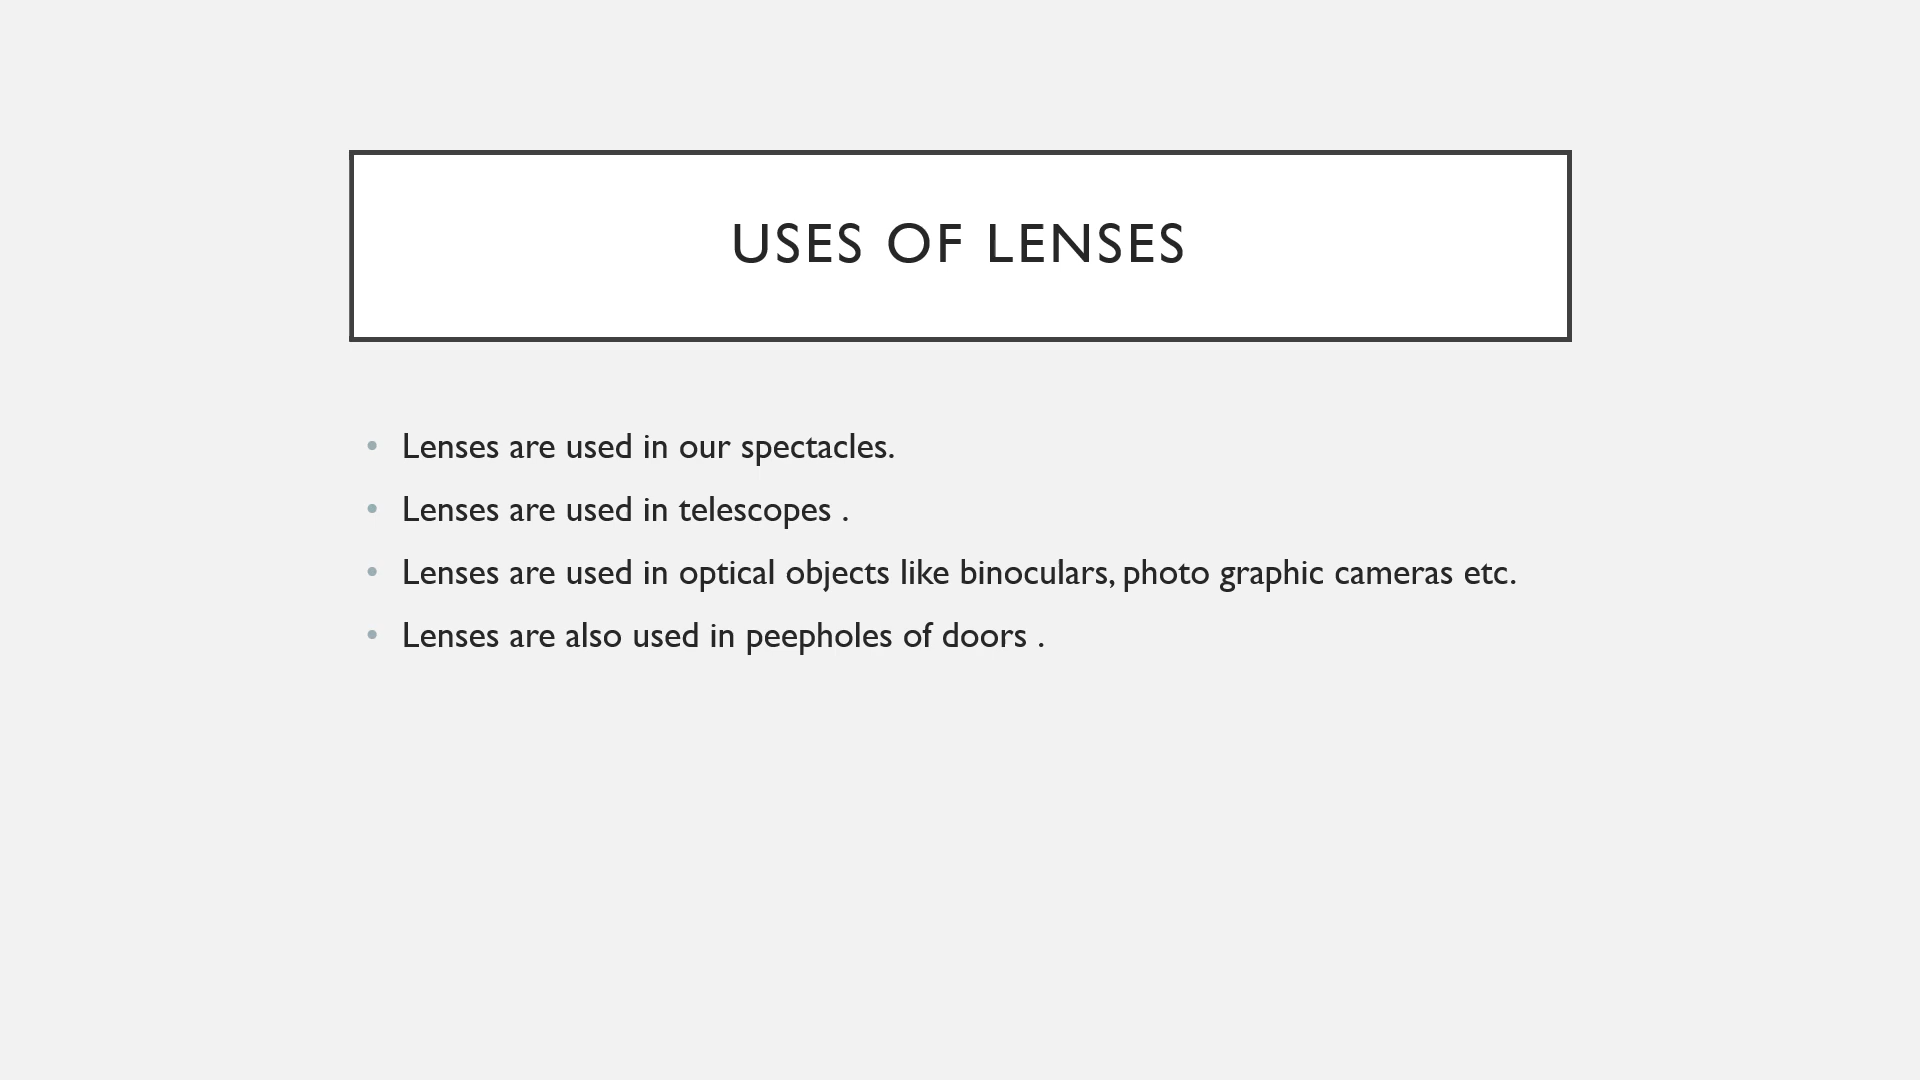 USES OF LENSES
• Lenses are used in our spectacles.
• Lenses are used in telescopes .
• Lenses are used in optical objects like binoculars, photo graphic cameras etc.
• Lenses are also used in peepholes of doors .